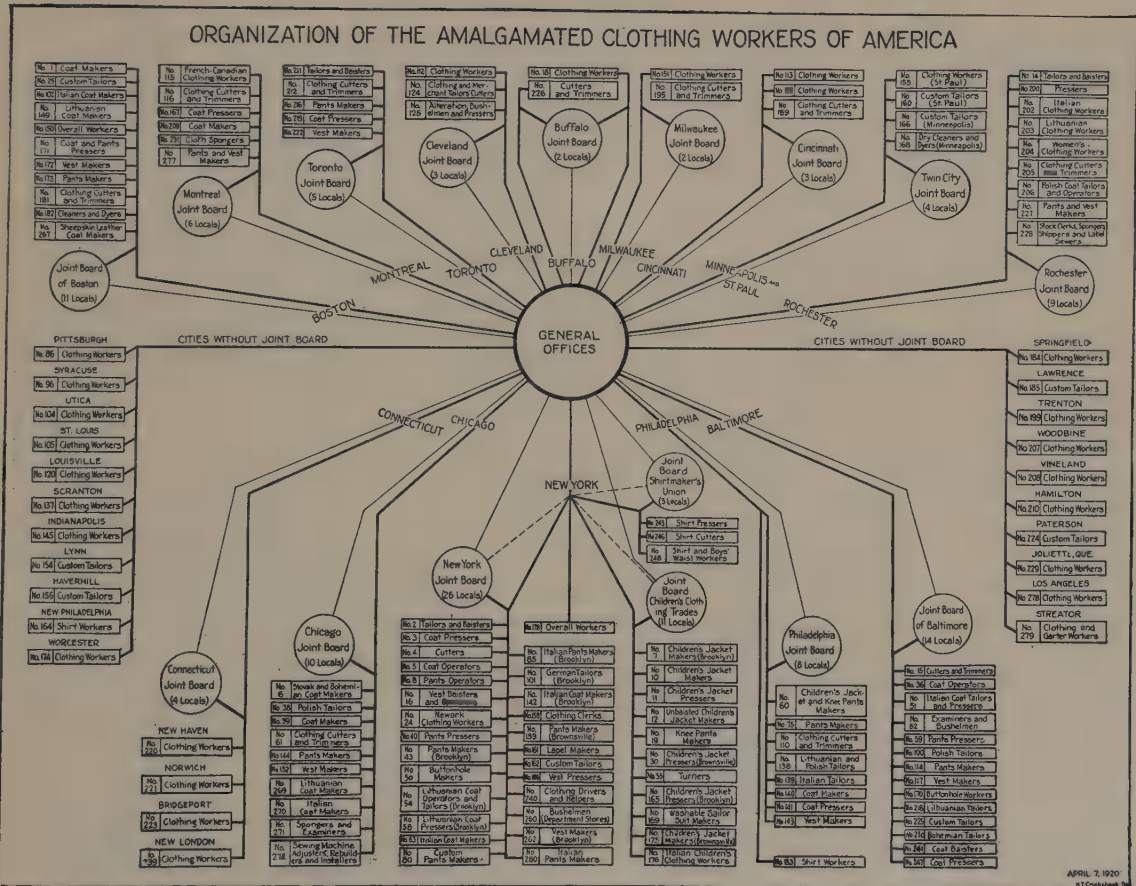 ORGANIZATION OF THE AMALGAMATED CLOTHING WORKERS OF AMERICA
No. 1 Coat Makers
No. 25 Custom Tailors
No. 102 Italian Coat Makers
No. 149 Lithuanian Coat Makers
No. 150 Overall Workers
No. 171 Coat and Pants Pressers
No. 172 Vest Makers
No. 173 Pants Makers
No. 181 Clothing Cutters and Trimmers
No. 182 Cleaners and Dyers
No. 267 Sheepskin Leather Coat Makers
Joint Board
of Boston
(11 Locals)
No. 115 French-Canadian Clothing Workers
No. 116 Clothing Cutters and Trimmers
No. 167 Coat Pressers
No. 209 Coat Makers
Cloth Spongers
No. 277 Pants and Vest Makers
Montreal
Joint Board
(6 Locals)
No. 211 Tailors and Basters
No. 212 Clothing Cutters and Trimmers
No. 216 Pants Makers
No. 219 Coat Pressers
No. 222 Vest Makers
Toronto
Joint Board
(5 Locals)
No. 112 Clothing Workers
No. 124 Clothing and Merchant Tailors Cutters
No. 125 Alteration, Bushelmen and Pressers
Cleveland
Joint Board
(3 Locals)
No. 181 Clothing Workers
No. 226 Cutters and Trimmers
Buffalo
Joint Board
(2 Locals)
No. 151 Clothing Workers
No. 195 Clothing Cutters and Trimmers
Milwaukee
Joint Board
(2 Locals)
No. 113 Clothing Workers
No. Clothing Workers
No. 189 Clothing Cutters and Trimmers
Cincinnati
Joint Board
(3 Locals)
No. 155 Clothing Workers (St. Paul)
No. 160 Custom Tailors (St. Paul)
No. 166 Custom Tailors (Minneapolis)
No. 168 Dry Cleaners and Dyers (Minneapolis)
Twin City
Joint Board
(4 Locals)
No. 14 Tailors and Basters
No. 200 Pressers
No. 202 Italian Clothing Workers
No. 203 Lithuanian Clothing Workers
No. 204 Women's Clothing Workers
No. 205 Clothing Cutters Trimmers
No. 206 Polish Coat Tailors and Operators
No. 221 Pants and Vest Makers
No. 228 Stock Clerks, Spongers Shippers and Label Sewers
Rochester
Joint Board
(9 Locals)
BOSTON
MONTREAL
TORONTO
CLEVELAND
BUFFALO
MILWAUKEE
CINCINNATI
MINNEAPOLIS AND
ST. PAUL
ROCHESTER
GENERAL
OFFICES
CITIES WITHOUT JOINT BOARD
CITIES WITHOUT JOINT BOARD
PITTSBURGH
No. 86 Clothing Workers
SYRACUSE
No. 96 Clothing Workers
UTICA
No. 104 Clothing Workers
ST. LOUIS
No. 105 Clothing Workers
LOUISVILLE
No. 120 Clothing Workers
SCRANTON
No. 137 Clothing Workers
INDIANAPOLIS
No. 145 Clothing Workers
LYNN
No. 154 Custom Tailors
HAVERHILL
No. 156 Custom Tailors
NEW PHILADELPHIA
No. 164 Shirt Workers
WORCESTER
No. 174 Clothing Workers
SPRINGFIELD
No. 184 Clothing Workers
LAWRENCE
No. 185 Custom Tailors
TRENTON
No. 199 Clothing Workers
WOODBINE
No. 207 Clothing Workers
VINELAND
No. 208 Clothing Workers
HAMILTON
No. 210 Clothing Workers
PATERSON
No. 224 Custom Tailors
JOLIETTE, QUE.
No. 229 Clothing Workers
LOS ANGELES
No. 278 Clothing Workers
STREATOR
No. 279 Clothing and Garter Workers
CONNECTICUT
CHICAGO
NEW YORK
PHILADELPHIA
BALTIMORE
Connecticut
Joint Board
(4 Locals)
NEW HAVEN
No. 220 Clothing Workers
NORWICH
No. 221 Clothing Workers
BRIDGEPORT
No. 223 Clothing Workers
NEW LONDON
Clothing Workers
Chicago
Joint Board
(10 Locals)
No. 6 Slovak and Bohemian Coat Makers
No. 38 Polish Tailors
No. 39 Coat Makers
No. 61 Clothing Cutters and Trimmers
No. 144 Pants Makers
No. 152 Vest Makers
No. 269 Lithuanian Coat Makers
No. 270 Italian Coat Makers
No. 271 Spongers and Examiners
No. 274 Sewing Machine Adjusters, Rebuilders and Installers
New York
Joint Board
(26 Locals)
No. 2 Tailors and Basters
No. 3 Coat Pressers
No. 4 Cutters
No. 5 Coat Operators
No. 8 Pants Operators
No. 16 Vest Basters and
No. 24 Newark Clothing Workers
No. 40 Pants Pressers
No. 43 Pants Makers (Brooklyn)
No. 50 Buttonhole Makers
No. 54 Lithuanian Coat Operators and Tailors (Brooklyn)
No. 58 Lithuanian Coat Pressers (Brooklyn)
No. 63 Italian Coat Makers
No. 80 Custom Pants Makers
No. 178 Overall Workers
No. 85 Italian Pants Makers (Brooklyn)
No. 101 German Tailors (Brooklyn)
No. 142 Italian Coat Makers (Brooklyn)
No. 158 Clothing Clerks
No. 159 Pants Makers (Brownsville)
No. 161 Lapel Makers
No. 162 Custom Tailors
No. 186 Vest Pressers
No. 240 Clothing Drivers and Helpers
No. 260 Bushelmen (Department Stores)
No. 262 Vest Makers (Brooklyn)
No. 280 Italian Pants Makers
Joint
Board
Shirtmaker's
Union
(3 Locals)
No. 243 Shirt Pressers
No. 246 Shirt Cutters
No. 248 Shirt and Boys' Waist Workers
Joint
Board
Children's Clothing
Trades
(11 Locals)
No. 7 Children's Jacket Makers (Brooklyn)
No. 10 Children's Jacket Makers
No. 11 Children's Jacket Pressers
No. 12 Unbasted Children's Jacket Makers
No. 19 Knee Pants Makers
No. 30 Children's Jacket Pressers (Brownsville)
No. 55 Turners
No. 165 Children's Jacket Pressers (Brooklyn)
No. 169 Washable Sailor Suit Makers
No. 175 Children's Jacket Makers (Brownsville)
No. 176 Italian Children's Clothing Workers
Philadelphia
Joint Board
(8 Locals)
No. 60 Children's Jacket and Knee Pants Makers
No. 75 Pants Makers
No. 110 Clothing Cutters and Trimmers
No. 138 Lithuanian and Polish Tailors
No. 139 Italian Tailors
No. 140 Coat Makers
No. 141 Coat Pressers
No. 143 Vest Makers
No. 153 Shirt Workers
Joint
Board of
Baltimore
(14 Locals)
No. 15 Cutters and Trimmers
No. 36 Coat Operators
No. 51 Italian Coat Tailors and Pressers
No. 82 Examiners and Bushelmen
No. 59 Pants Pressers
No. 100 Polish Tailors
No. 114 Pants Makers
No. 117 Vest Makers
No. 170 Buttonhole Workers
No. 218 Lithuanian Tailors
No. 225 Custom Tailors
Bohemian Tailors
No. 244 Coat Basters
No. 247 Coat Pressers
APRIL 7, 1920